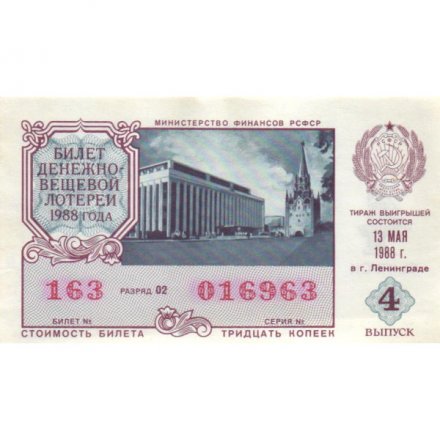 МИНИСТЕРСТВО ФИНАНСОВ РСФСР
БИЛЕТ
ДЕНЕЖНО-
ВЕЩЕВОЙ
ЛОТЕРЕИ
1988 ГОДА
ТИРАЖ ВЫИГРЫШЕЙ
СОСТОИТСЯ
13 МАЯ
1988 г.
в г. Ленинграде
163 РАЗРЯД 02 016963
БИЛЕТ № СЕРИЯ №
СТОИМОСТЬ БИЛЕТА ТРИДЦАТЬ КОПЕЕК
4
ВЫПУСК